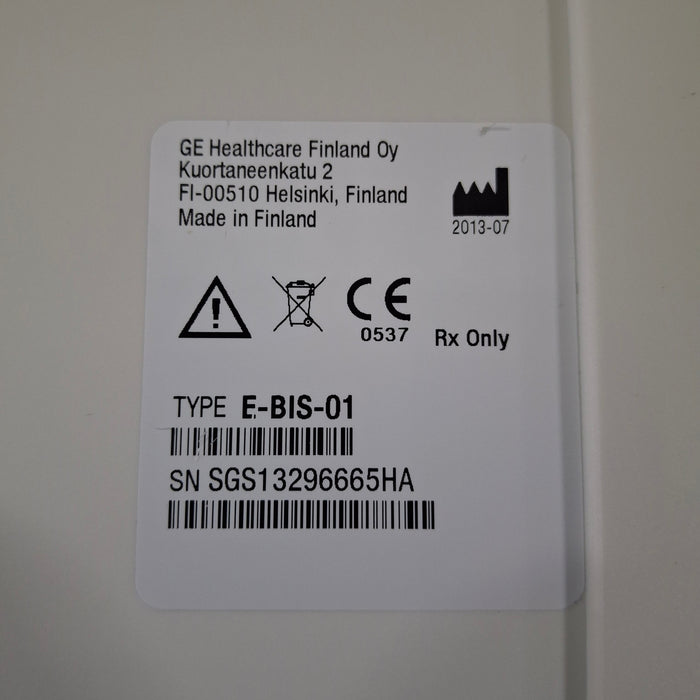 GE Healthcare Finland Oy
Kuortaneenkatu 2
FI-00510 Helsinki, Finland
Made in Finland
2013-07
CE
0537
Rx Only
TYPE E-BIS-01
SN SGS13296665HA